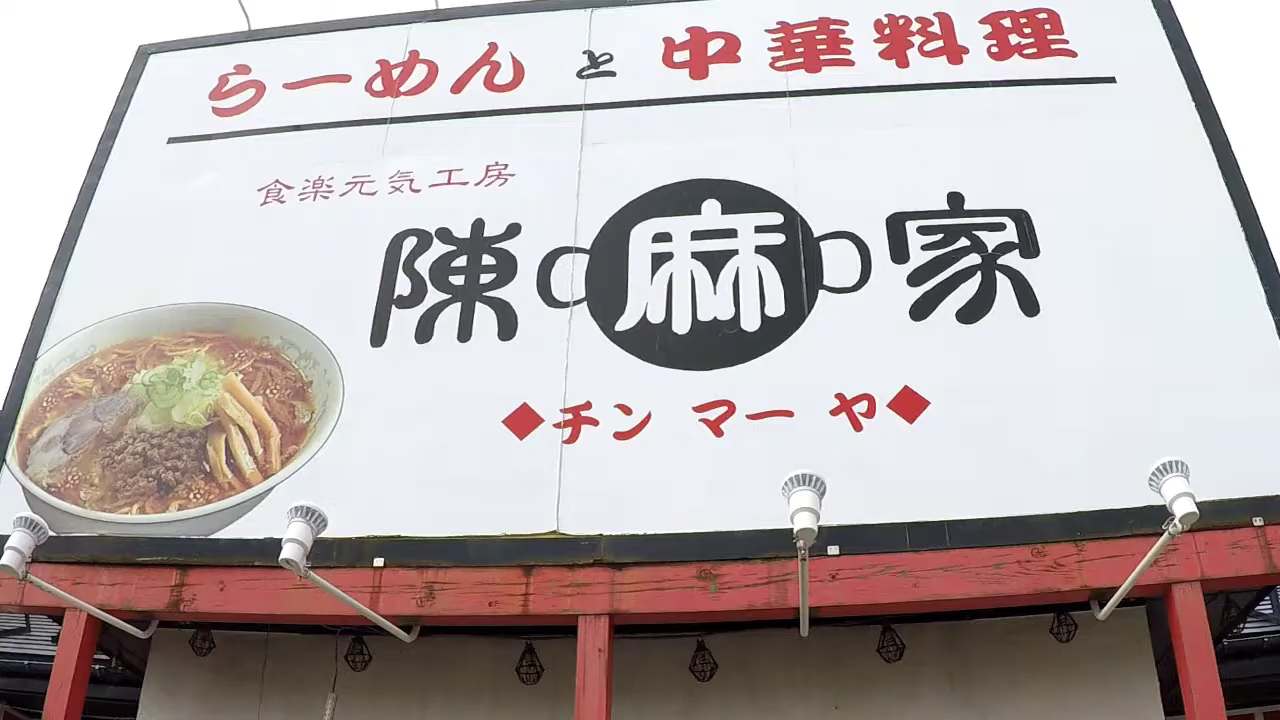 らーめんと中華料理
食楽元気工房
陳麻家
◆チンマーヤ◆